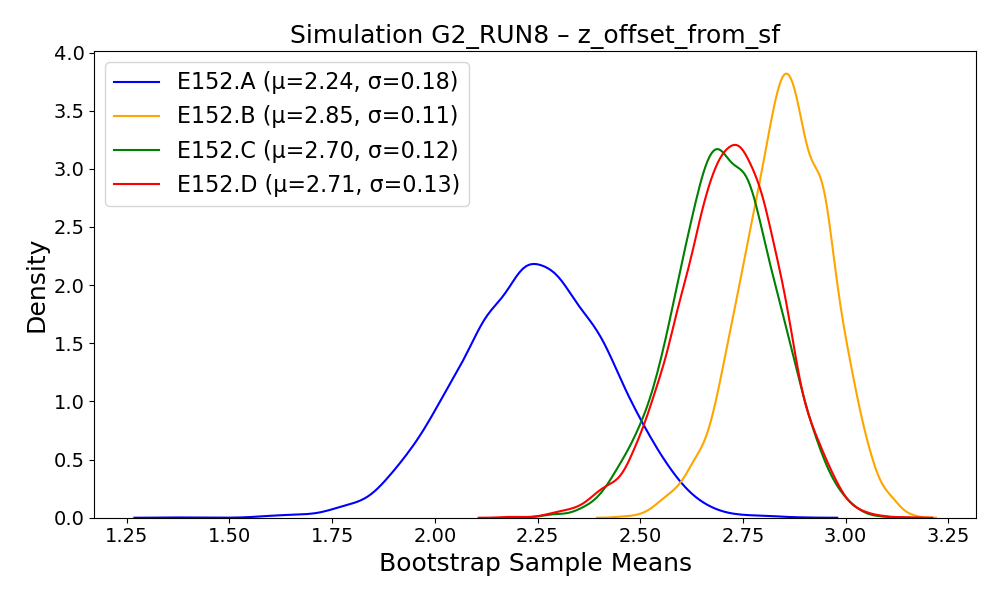 Simulation G2_RUN8 – z_offset_from_sf
4.0
3.5
3.0
2.5
2.0
1.5
1.0
0.5
0.0
Density
E152.A (μ=2.24, σ=0.18)
E152.B (μ=2.85, σ=0.11)
E152.C (μ=2.70, σ=0.12)
E152.D (μ=2.71, σ=0.13)
1.25 1.50 1.75 2.00 2.25 2.50 2.75 3.00 3.25
Bootstrap Sample Means